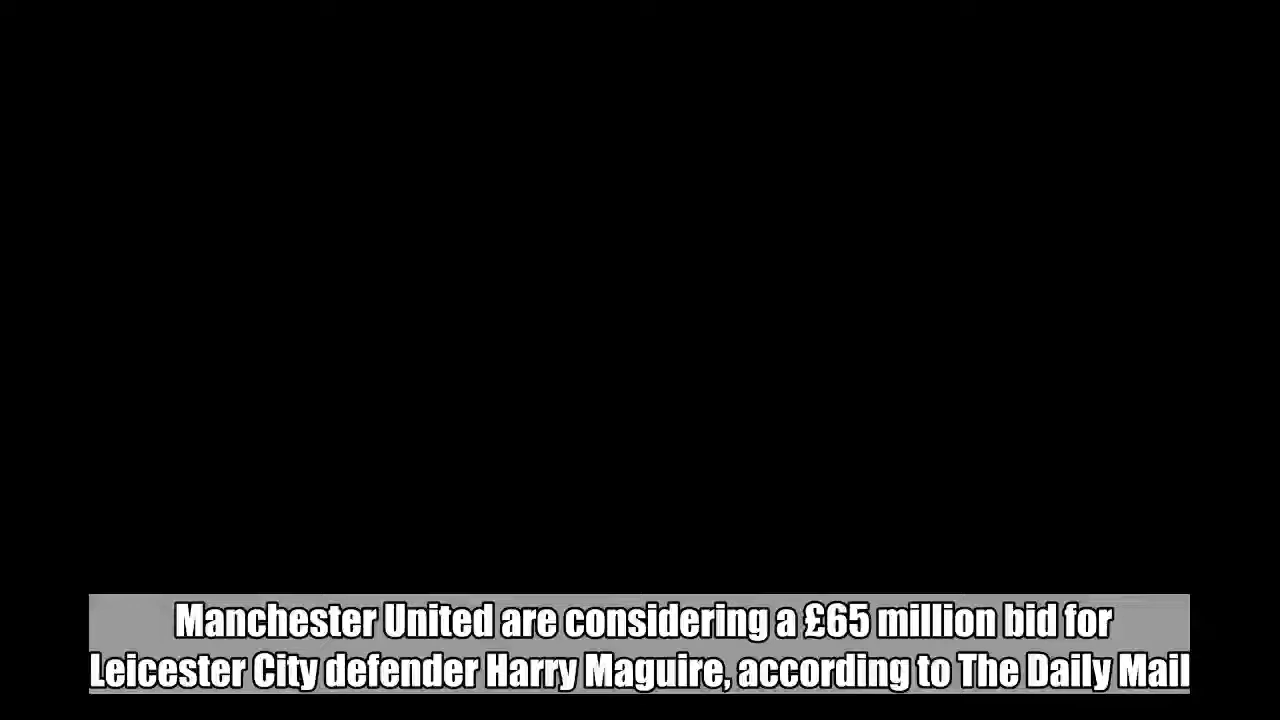 Manchester United are considering a £65 million bid for
Leicester City defender Harry Maguire, according to The Daily Mail